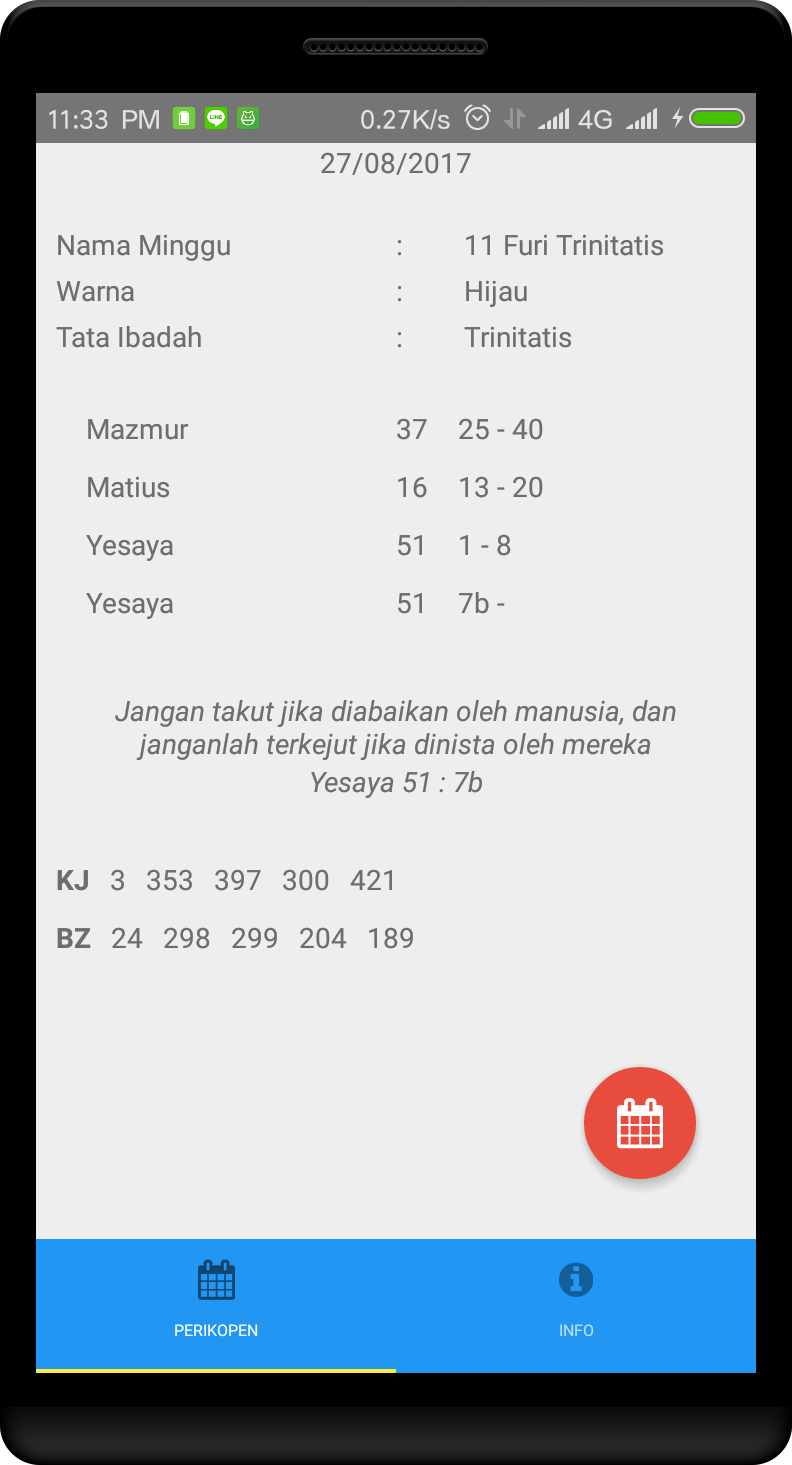 11:33 PM LINE 0.27K/s 4G
27/08/2017
Nama Minggu : 11 Furi Trinitatis
Warna : Hijau
Tata Ibadah : Trinitatis
Mazmur 37 25 - 40
Matius 16 13 - 20
Yesaya 51 1 - 8
Yesaya 51 7b -
Jangan takut jika diabaikan oleh manusia, dan
janganlah terkejut jika dinista oleh mereka
Yesaya 51 : 7b
KJ 3 353 397 300 421
BZ 24 298 299 204 189
PERIKOPEN INFO